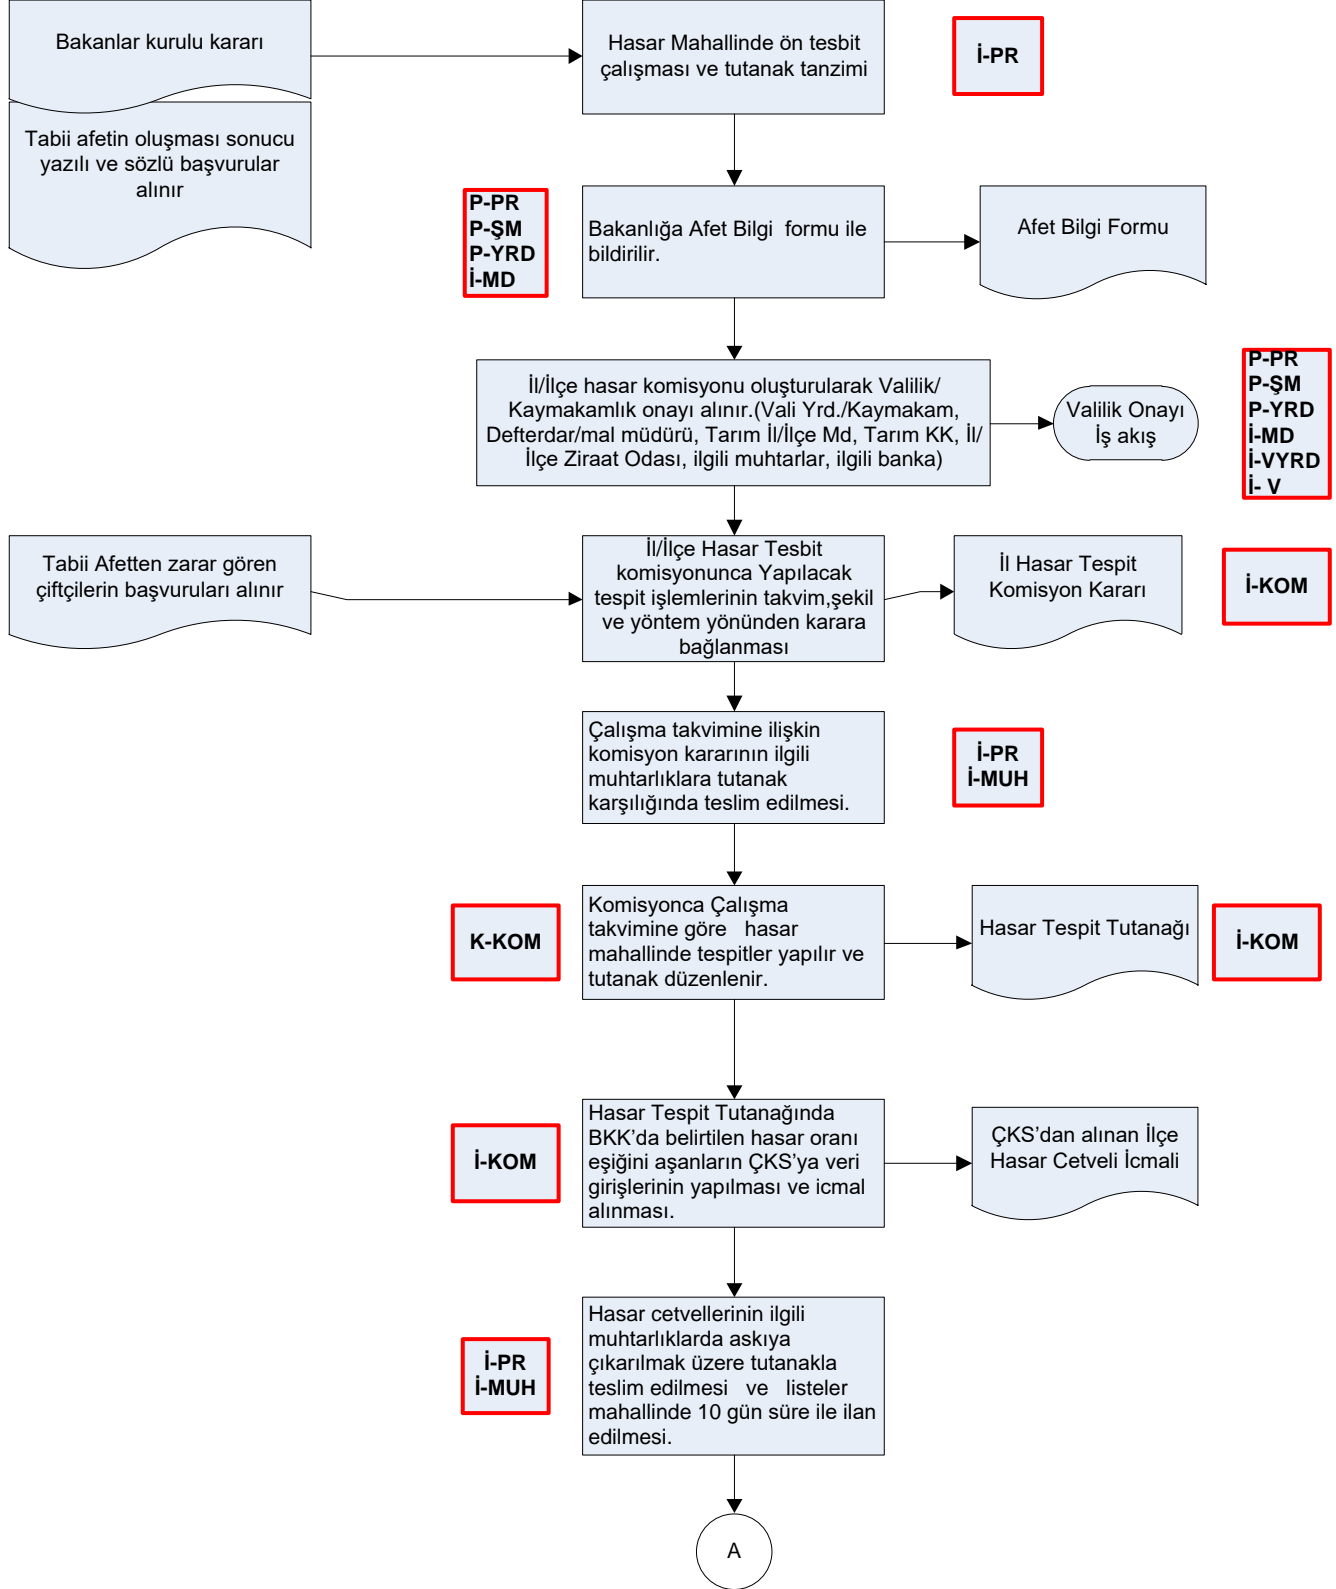 Bakanlar kurulu kararı
Hasar Mahallinde ön tesbit
çalışması ve tutanak tanzimi
İ-PR
Tabii afetin oluşması sonucu
yazılı ve sözlü başvurular
alınır
P-PR
P-ŞM
P-YRD
İ-MD
Bakanlığa Afet Bilgi  formu ile
bildirilir.
Afet Bilgi Formu
İl/İlçe hasar komisyonu oluşturularak Valilik/
Kaymakamlık onayı alınır.(Vali Yrd./Kaymakam,
Defterdar/mal müdürü, Tarım İl/İlçe Md, Tarım KK, İl/
İlçe Ziraat Odası, ilgili muhtarlar, ilgili banka)
Valilik Onayı
İş akış
P-PR
P-ŞM
P-YRD
İ-MD
İ-VYRD
İ- V
Tabii Afetten zarar gören
çiftçilerin başvuruları alınır
İl/İlçe Hasar Tesbit
komisyonunca Yapılacak
tespit işlemlerinin takvim,şekil
ve yöntem yönünden karara
bağlanması
İl Hasar Tespit
Komisyon Kararı
İ-KOM
Çalışma takvimine ilişkin
komisyon kararının ilgili
muhtarlıklara tutanak
karşılığında teslim edilmesi.
İ-PR
İ-MUH
K-KOM
Komisyonca Çalışma
takvimine göre   hasar
mahallinde tespitler yapılır ve
tutanak düzenlenir.
Hasar Tespit Tutanağı
İ-KOM
İ-KOM
Hasar Tespit Tutanağında
BKK’da belirtilen hasar oranı
eşiğini aşanların ÇKS’ya veri
girişlerinin yapılması ve icmal
alınması.
ÇKS’dan alınan İlçe
Hasar Cetveli İcmali
İ-PR
İ-MUH
Hasar cetvellerinin ilgili
muhtarlıklarda askıya
çıkarılmak üzere tutanakla
teslim edilmesi   ve   listeler
mahallinde 10 gün süre ile ilan
edilmesi.
A